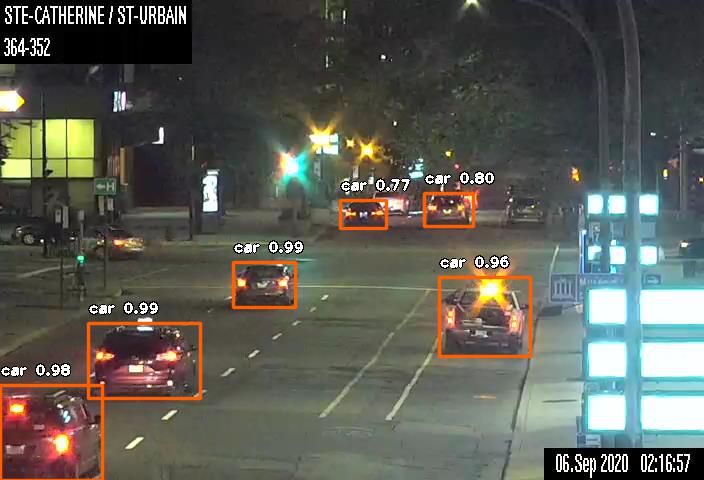 STE-CATHERINE / ST-URBAIN
364-352
car 0.77
car 0.80
car 0.99
car 0.96
car 0.99
car 0.98
H
06.Sep 2020 02:16:57